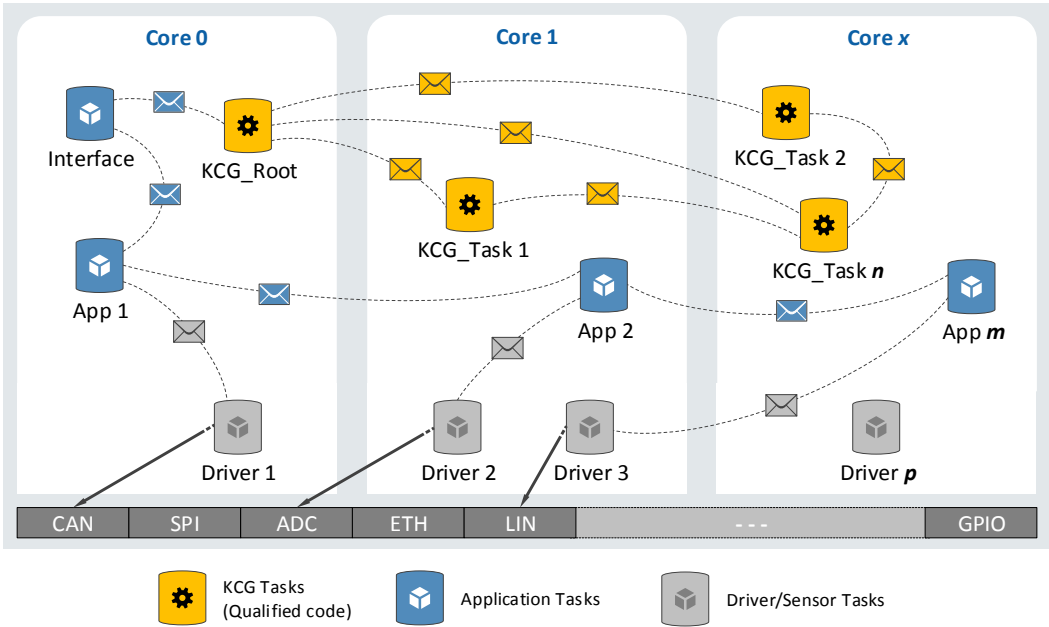 Core 0
Core 1
Core x
Interface
KCG_Root
KCG_Task 2
KCG_Task 1
KCG_Task n
App 1
App 2
App m
Driver 1
Driver 2
Driver 3
Driver p
CAN
SPI
ADC
ETH
LIN
---
GPIO
KCG Tasks
(Qualified code)
Application Tasks
Driver/Sensor Tasks